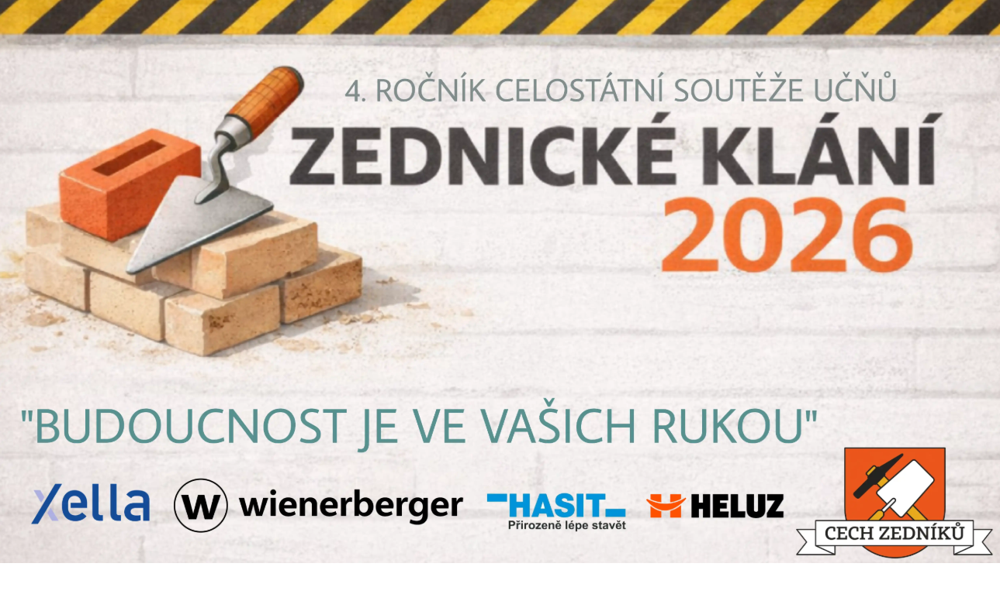 4. ROČNÍK CELOSTÁTNÍ SOUTĚŽE UČŇŮ
ZEDNICKÉ KLÁNÍ
2026
"BUDOUCNOST JE VE VAŠICH RUKOU"
Xella
W wienerberger
HASIT
Přirozeně lépe stavět
HELUZ
CECH ZEDNÍKŮ